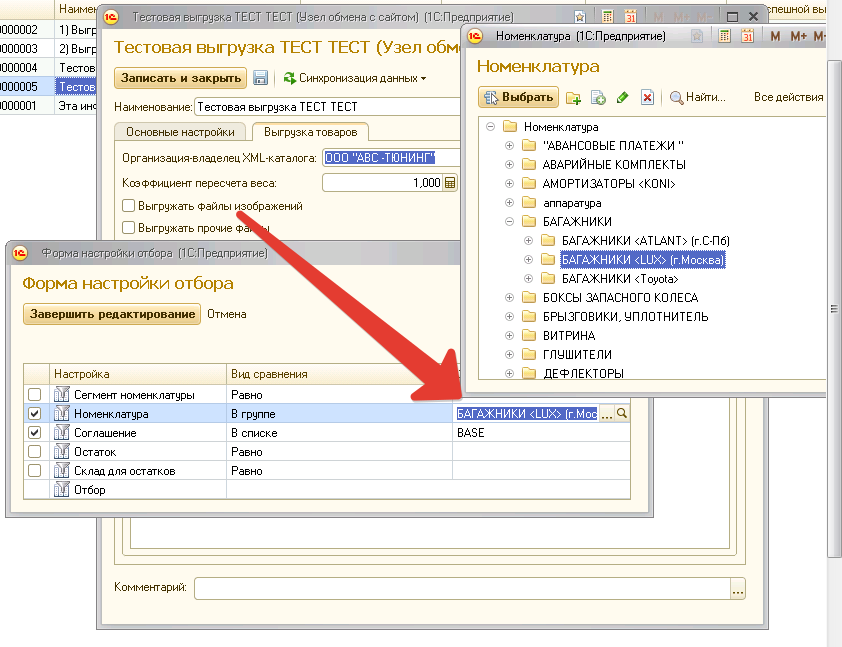 Наимен
0000002 1) Выгр
0000003 2) Выгр
0000004 Тестов
0000005 Тестов
0000001 Эта ин
Тестовая выгрузка ТЕСТ ТЕСТ (Узел обмена с сайтом) (1С:Предприятие)
M M+ M-
спешной вы
Тестовая выгрузка ТЕСТ ТЕСТ (Узел обме
Записать и закрыть Синхронизация данных
Наименование: Тестовая выгрузка ТЕСТ ТЕСТ
Основные настройки Выгрузка товаров
Организация-владелец XML-каталога: ООО "АВС -ТЮНИНГ"
Коэффициент пересчета веса: 1,000
Выгружать файлы изображений
Выгружать прочие файлы
Номенклатура (1С:Предприятие) 31 M M+ M-
Номенклатура
Выбрать Найти... Все действия
Номенклатура
"АВАНСОВЫЕ ПЛАТЕЖИ "
АВАРИЙНЫЕ КОМПЛЕКТЫ
АМОРТИЗАТОРЫ <KONI>
аппаратура
БАГАЖНИКИ
БАГАЖНИКИ <ATLANT> (г.С-Пб)
БАГАЖНИКИ <LUX> (г.Москва)
БАГАЖНИКИ <Toyota>
БОКСЫ ЗАПАСНОГО КОЛЕСА
БРЫЗГОВИКИ, УПЛОТНИТЕЛЬ
ВИТРИНА
ГЛУШИТЕЛИ
ДЕФЛЕКТОРЫ
Форма настройки отбора (1С:Предприятие)
Форма настройки отбора
Завершить редактирование Отмена
Настройка Вид сравнения
Сегмент номенклатуры Равно
Номенклатура В группе БАГАЖНИКИ <LUX> (г.Мос ...
Соглашение В списке BASE
Остаток Равно
Склад для остатков Равно
Отбор
Комментарий: ...